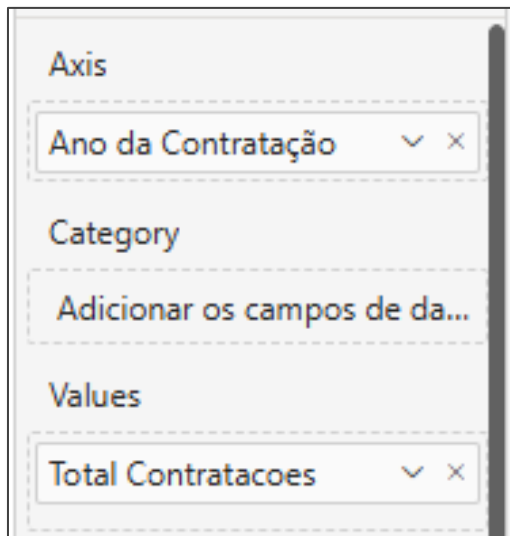 Axis
Ano da Contratação
Category
Adicionar os campos de da...
Values
Total Contratacoes